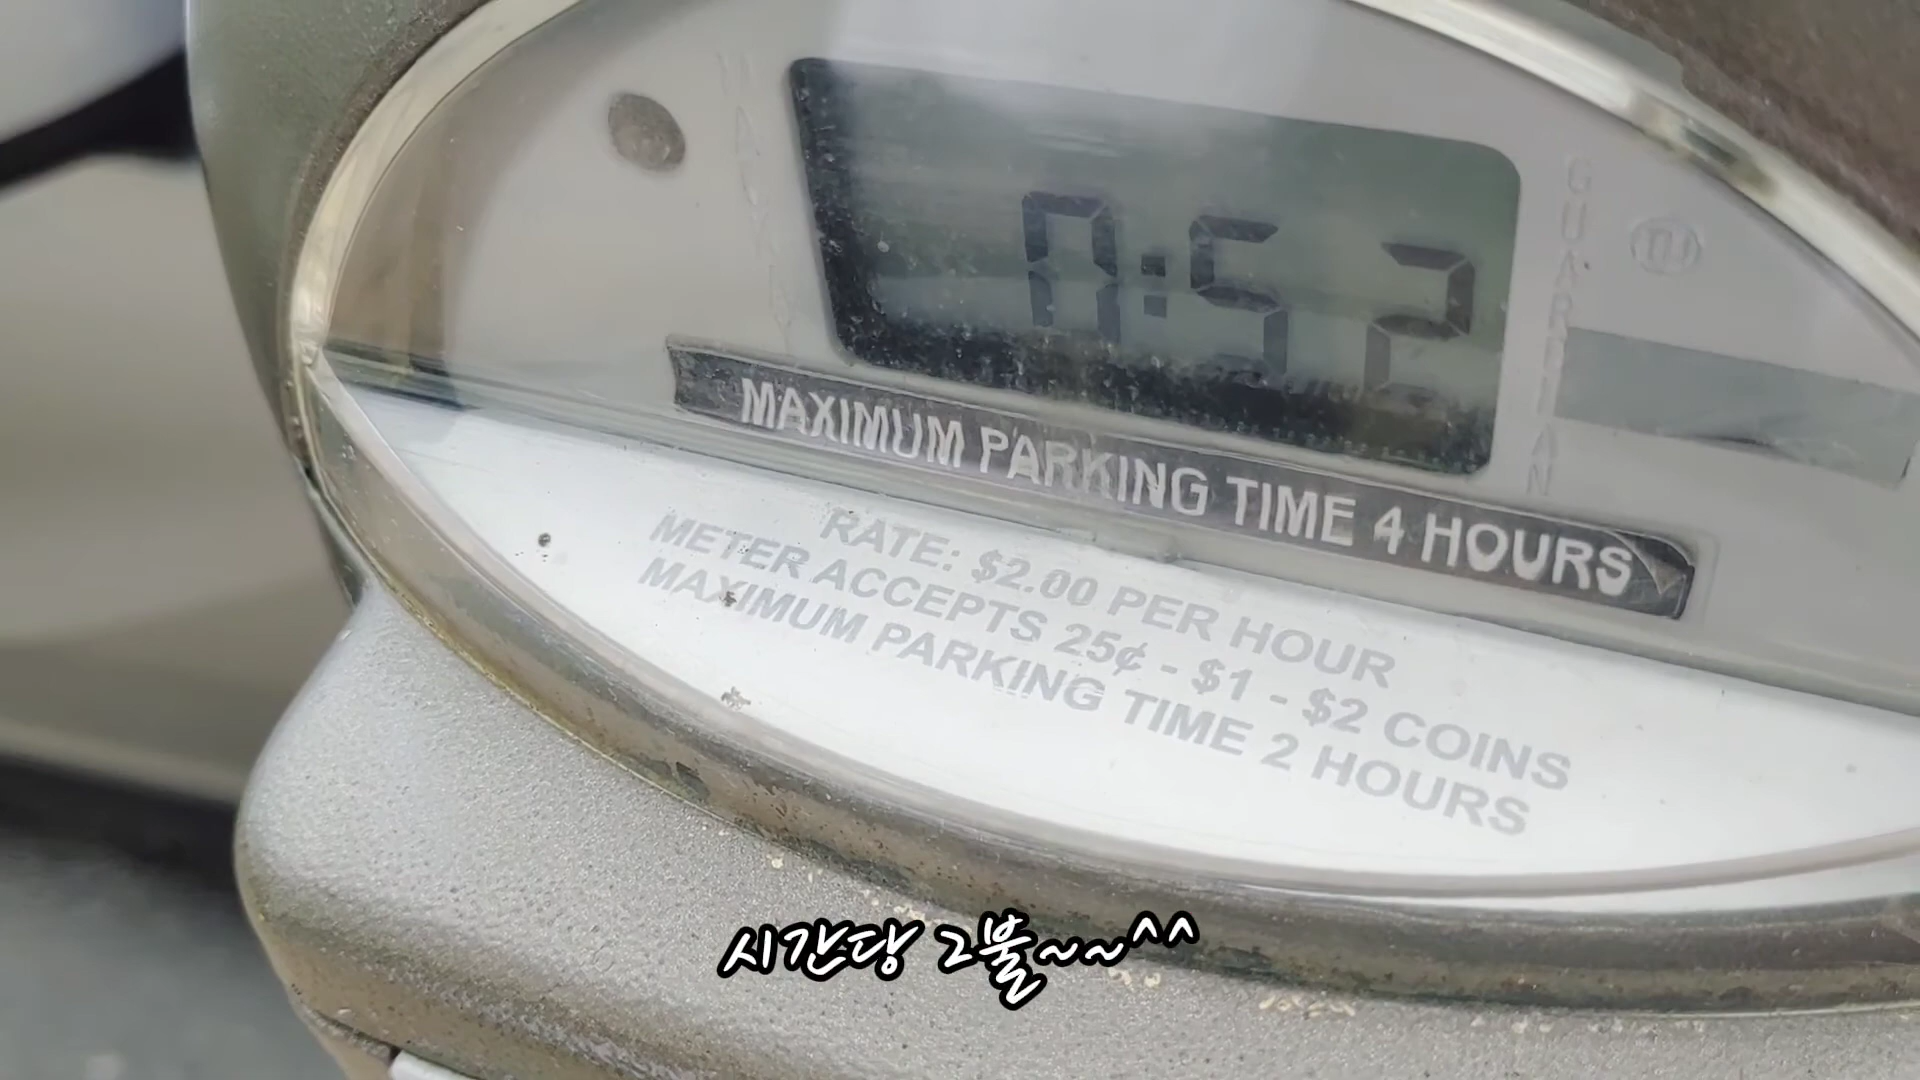 0:52
GUARDIAN
MAXIMUM PARKING TIME 4 HOURS
RATE: $2.00 PER HOUR
METER ACCEPTS 25¢ - $1 - $2 COINS
MAXIMUM PARKING TIME 2 HOURS
시간당 2불~~^^